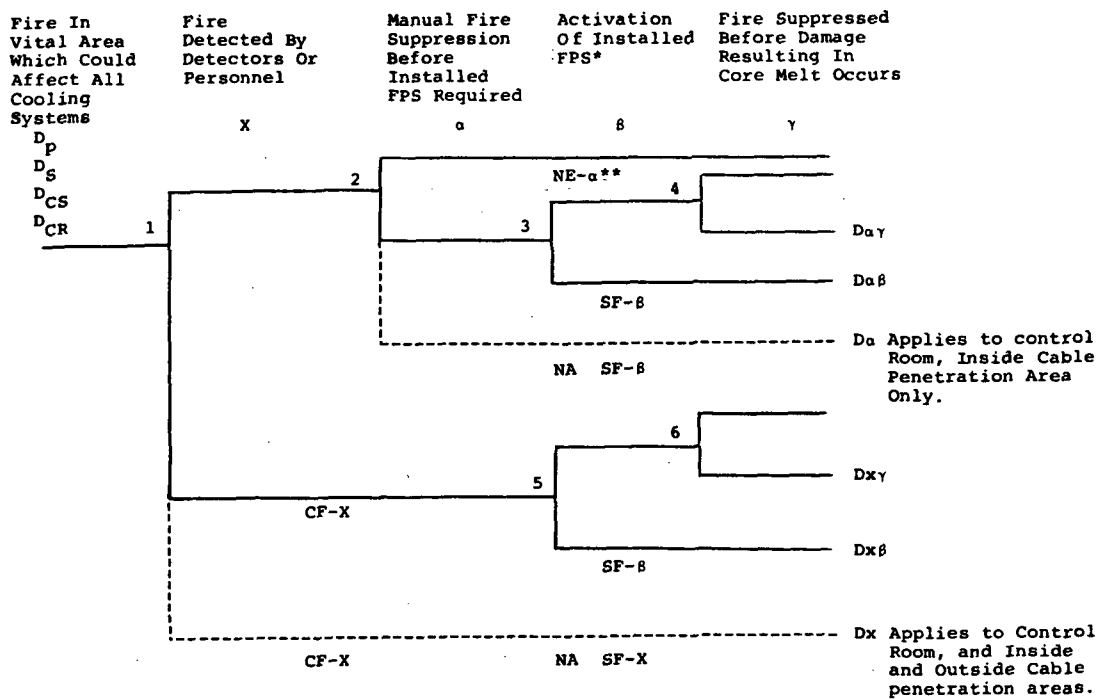 Fire In
Vital Area
Which Could
Affect All
Cooling
Systems
Fire
Detected By
Detectors Or
Personnel
Manual Fire
Suppression
Before
Installed
FPS Required
Activation
Of Installed
FPS*
Fire Suppressed
Before Damage
Resulting In
Core Melt Occurs
X
α
β
γ
Dp
DS
DCS
DCR
1
2
NE-α**
4
3
Dαγ
Dαβ
SF-β
Dα Applies to control
Room, Inside Cable
Penetration Area
Only.
NA SF-β
6
5
Dxγ
CF-X
Dxβ
SF-β
Dx Applies to Control
Room, and Inside
and Outside Cable
penetration areas.
CF-X
NA SF-X